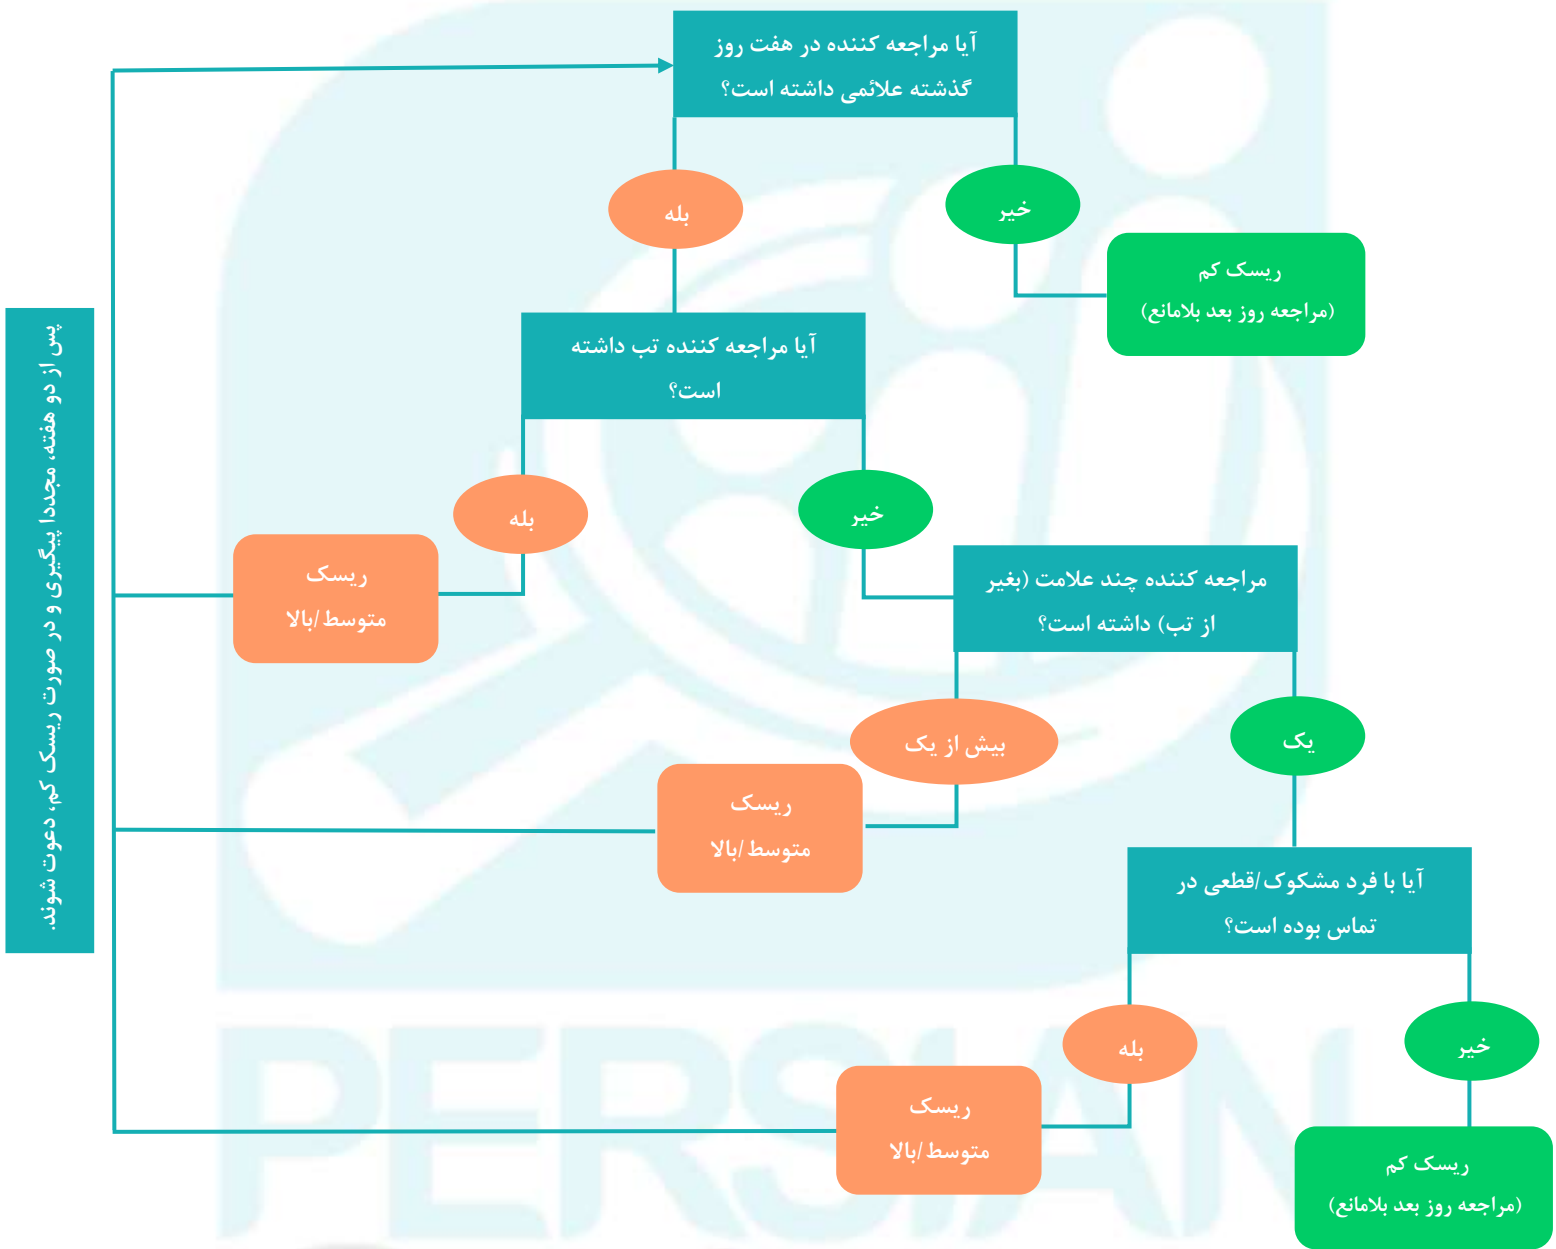 آیا مراجعه کننده در هفت روز
گذشته علائمی داشته است؟
خیر
بله
ریسک کم
(مراجعه روز بعد بلامانع)
آیا مراجعه کننده تب داشته
است؟
بله
خیر
ریسک
متوسط/بالا
مراجعه کننده چند علامت (بغیر
از تب) داشته است؟
بیش از یک
یک
ریسک
متوسط/بالا
آیا با فرد مشکوک/قطعی در
تماس بوده است؟
بله
خیر
ریسک
متوسط/بالا
ریسک کم
(مراجعه روز بعد بلامانع)
پس از دو هفته، مجددا پیگیری و در صورت ریسک کم، دعوت شوند.
PERSIAN